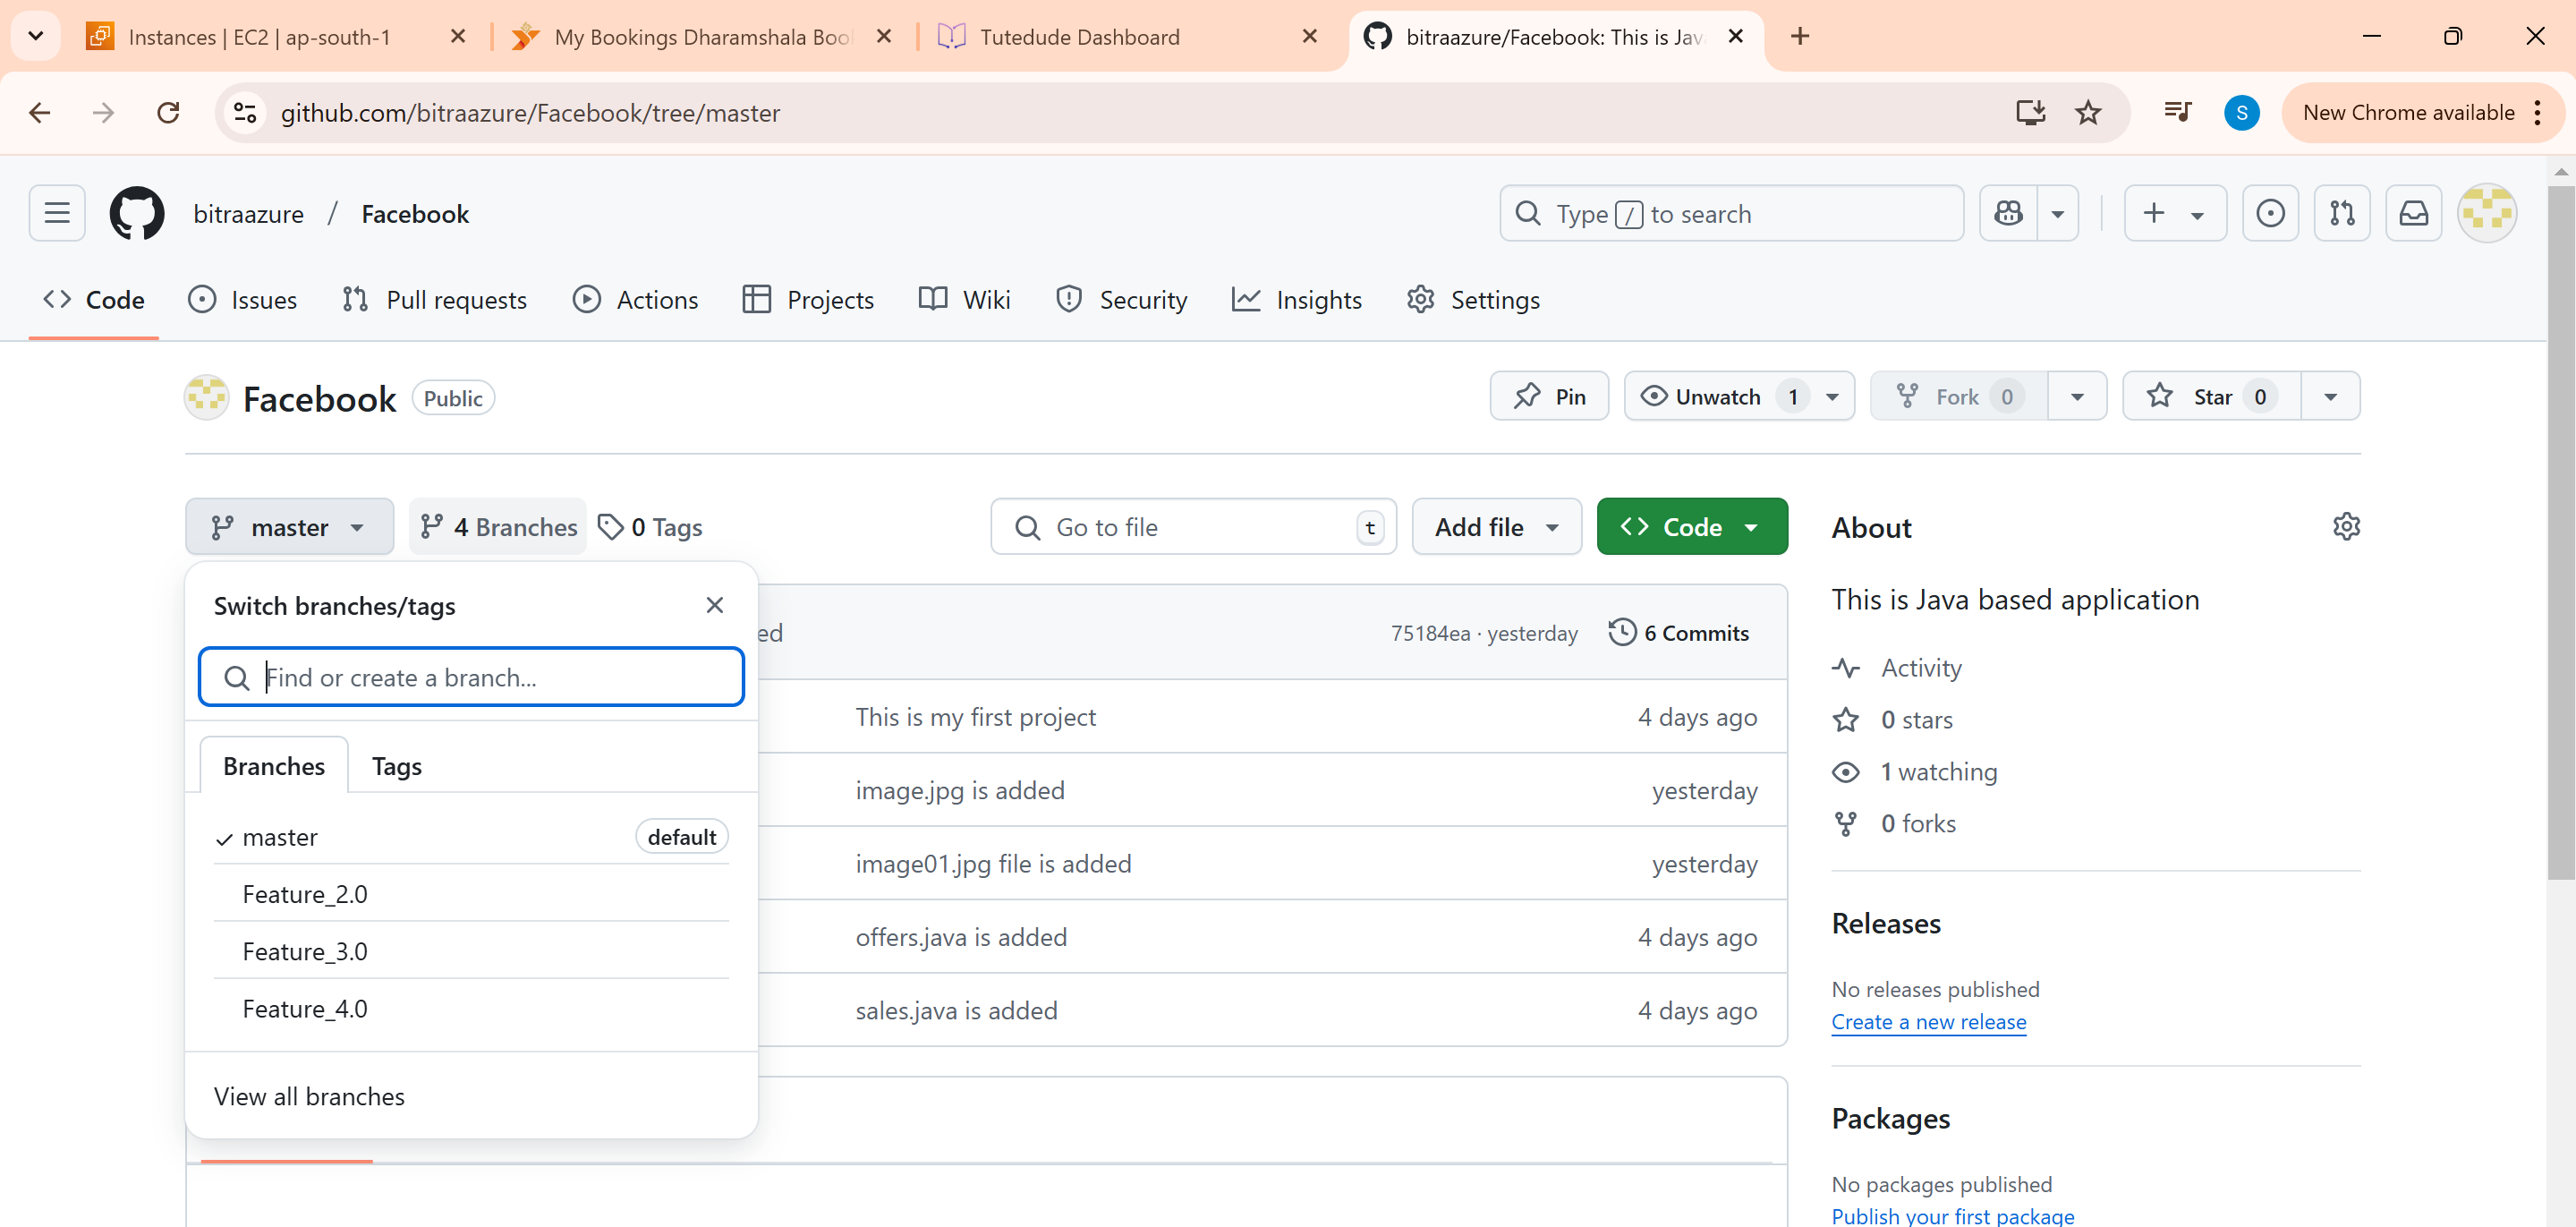 Instances | EC2 | ap-south-1
My Bookings Dharamshala Boo
Tutedude Dashboard
bitraazure/Facebook: This is Jav
github.com/bitraazure/Facebook/tree/master
S
New Chrome available
bitraazure / Facebook
Type / to search
Code
Issues
Pull requests
Actions
Projects
Wiki
Security
Insights
Settings
Facebook
Public
Pin
Unwatch 1
Fork 0
Star 0
master
4 Branches
0 Tags
Go to file
t
Add file
Code
Switch branches/tags
Find or create a branch...
Branches
Tags
master
default
Feature_2.0
Feature_3.0
Feature_4.0
View all branches
ed
75184ea · yesterday
6 Commits
This is my first project
4 days ago
image.jpg is added
yesterday
image01.jpg file is added
yesterday
offers.java is added
4 days ago
sales.java is added
4 days ago
About
This is Java based application
Activity
0 stars
1 watching
0 forks
Releases
No releases published
Create a new release
Packages
No packages published
Publish your first package